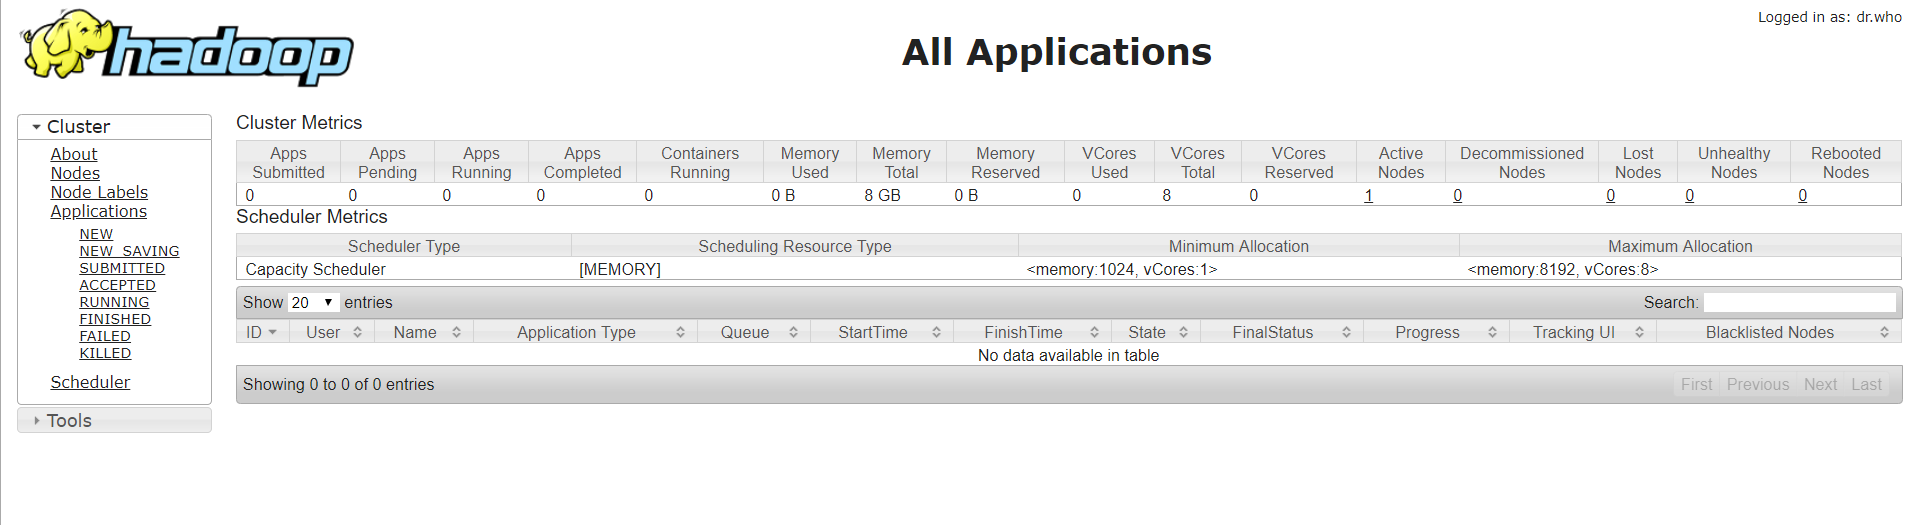 hadoop
Logged in as: dr.who
All Applications
Cluster
About
Nodes
Node Labels
Applications
NEW
NEW_SAVING
SUBMITTED
ACCEPTED
RUNNING
FINISHED
FAILED
KILLED
Scheduler
Tools
Cluster Metrics
Apps Submitted Apps Pending Apps Running Apps Completed Containers Running Memory Used Memory Total Memory Reserved VCores Used VCores Total VCores Reserved Active Nodes Decommissioned Nodes Lost Nodes Unhealthy Nodes Rebooted Nodes
0 0 0 0 0 0 B 8 GB 0 B 0 8 0 1 0 0 0 0
Scheduler Metrics
Scheduler Type Scheduling Resource Type Minimum Allocation Maximum Allocation
Capacity Scheduler [MEMORY] <memory:1024, vCores:1> <memory:8192, vCores:8>
Show 20 entries Search:
ID User Name Application Type Queue StartTime FinishTime State FinalStatus Progress Tracking UI Blacklisted Nodes
No data available in table
Showing 0 to 0 of 0 entries First Previous Next Last